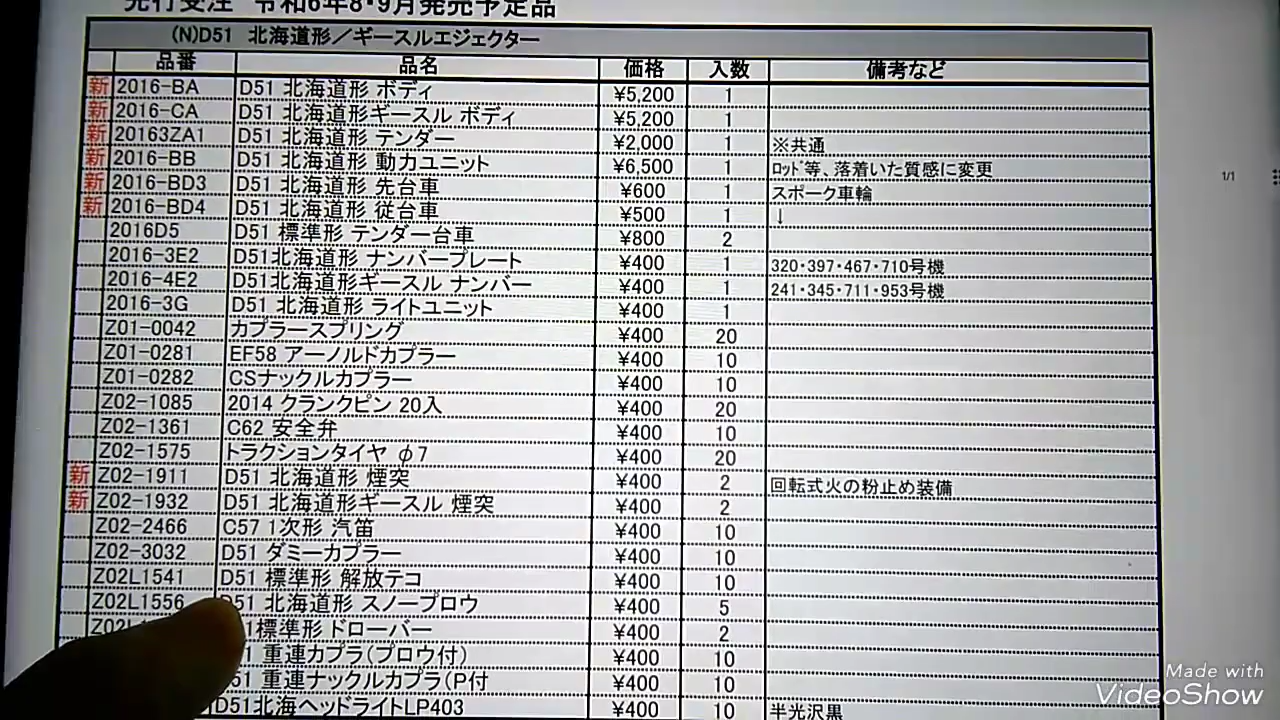 先行受注 令和6年8・9月発売予定品
(N)D51 北海道形／ギースルエジェクター
品番 品名 価格 入数 備考など
新 2016-BA D51 北海道形 ボディ ¥5,200 1
新 2016-CA D51 北海道形ギースル ボディ ¥5,200 1
新 20163ZA1 D51 北海道形 テンダー ¥2,000 1 ※共通
新 2016-BB D51 北海道形 動力ユニット ¥6,500 1 ﾛｯﾄﾞ等、落着いた質感に変更
新 2016-BD3 D51 北海道形 先台車 ¥600 1 スポーク車輪
新 2016-BD4 D51 北海道形 従台車 ¥500 1 ↓
2016D5 D51 標準形 テンダー台車 ¥800 2
2016-3E2 D51北海道形 ナンバープレート ¥400 1 320・397・467・710号機
2016-4E2 D51北海道形ギースル ナンバー ¥400 1 241・345・711・953号機
2016-3G D51 北海道形 ライトユニット ¥400 1
Z01-0042 カプラースプリング ¥400 20
Z01-0281 EF58 アーノルドカプラー ¥400 10
Z01-0282 CSナックルカプラー ¥400 10
Z02-1085 2014 クランクピン 20入 ¥400 20
Z02-1361 C62 安全弁 ¥400 10
Z02-1575 トラクションタイヤ φ7 ¥400 20
新 Z02-1911 D51 北海道形 煙突 ¥400 2 回転式火の粉止め装備
新 Z02-1932 D51 北海道形ギースル 煙突 ¥400 2
Z02-2466 C57 1次形 汽笛 ¥400 10
Z02-3032 D51 ダミーカプラー ¥400 10
Z02L1541 D51 標準形 解放テコ ¥400 10
Z02L1556 D51 北海道形 スノープロウ ¥400 5
標準形 ドローバー ¥400 2
重連カプラ(プロウ付) ¥400 10
51 重連ナックルカプラ(P付 ¥400 10
D51北海ヘッドライトLP403 ¥400 10 半光沢黒
1/1
Made with
VideoShow